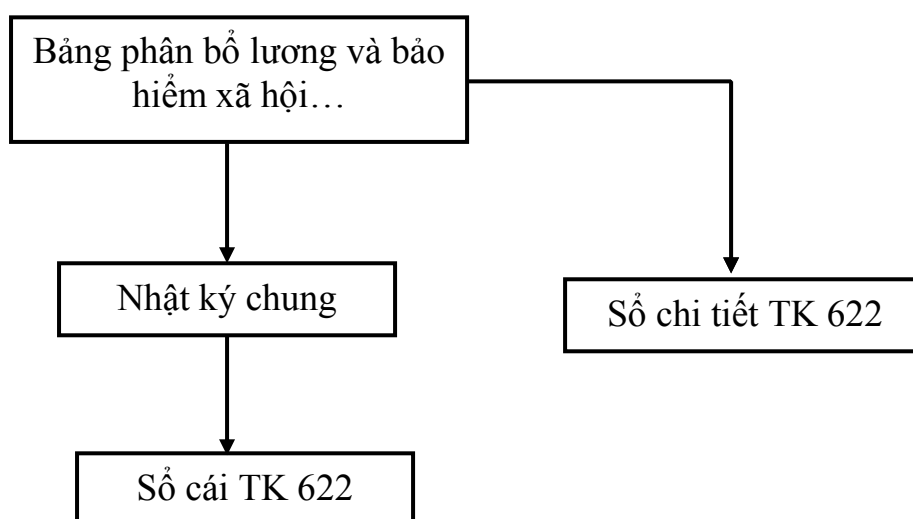 Bảng phân bổ lương và bảo
hiểm xã hội…
Nhật ký chung
Sổ chi tiết TK 622
Sổ cái TK 622